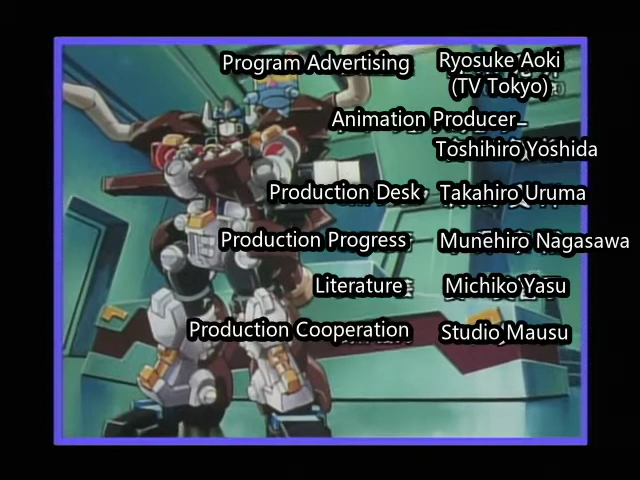 Program Advertising Ryosuke Aoki
(TV Tokyo)
Animation Producer
Toshihiro Yoshida
Production Desk Takahiro Uruma
Production Progress Munehiro Nagasawa
Literature Michiko Yasu
Production Cooperation Studio Mausu